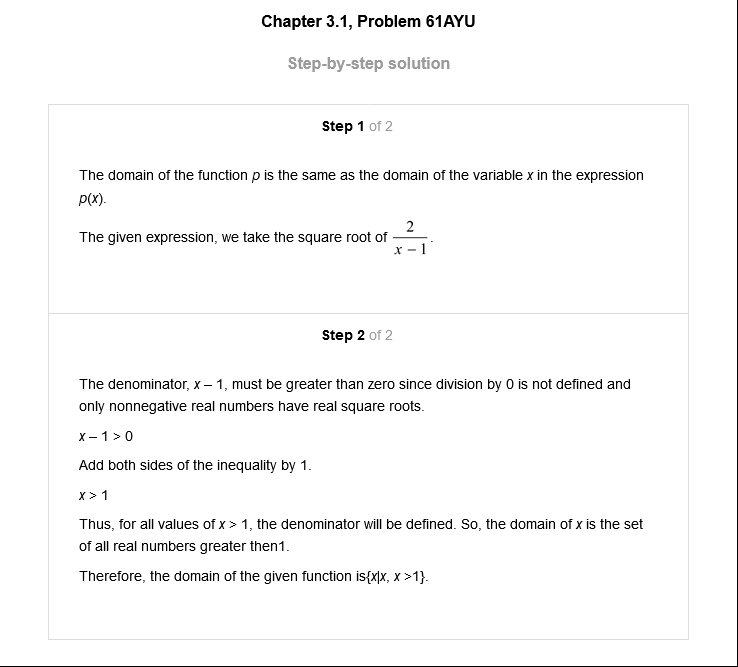 Chapter 3.1, Problem 61AYU
Step-by-step solution
Step 1 of 2
The domain of the function p is the same as the domain of the variable x in the expression
p(x).
The given expression, we take the square root of 2/(x − 1).
Step 2 of 2
The denominator, x – 1, must be greater than zero since division by 0 is not defined and
only nonnegative real numbers have real square roots.
x – 1 > 0
Add both sides of the inequality by 1.
x > 1
Thus, for all values of x > 1, the denominator will be defined. So, the domain of x is the set
of all real numbers greater then1.
Therefore, the domain of the given function is{x|x, x >1}.